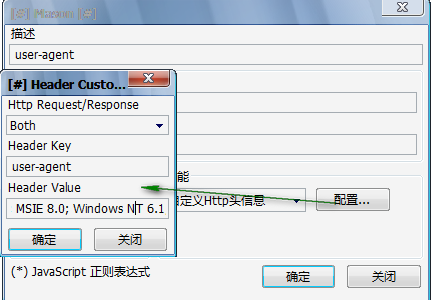 描述
user-agent
[#] Header Custo...
Http Request/Response
Both
Header Key
user-agent
Header Value
MSIE 8.0; Windows NT 6.1
能
定义Http头信息
配置...
确定
关闭
(*) JavaScript 正则表达式
确定
关闭